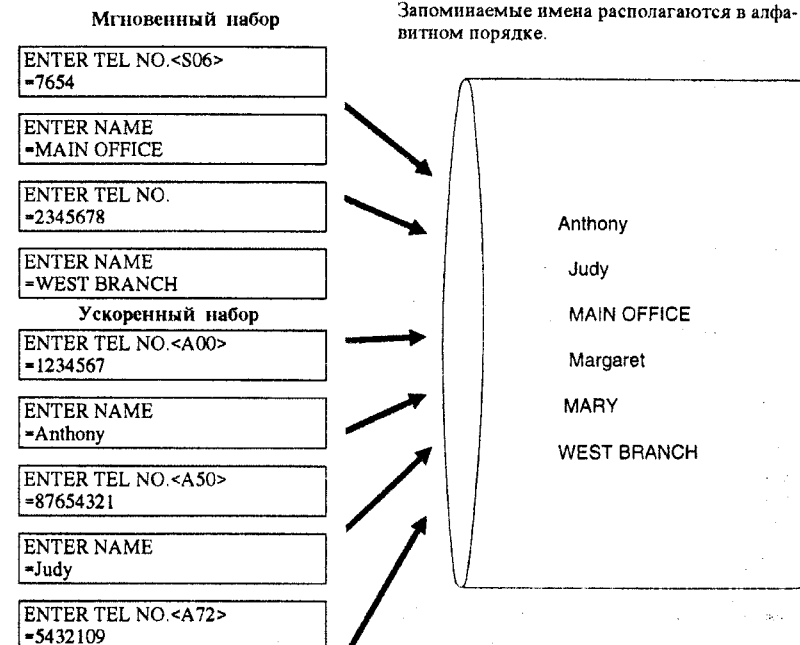 Мгновенный набор
ENTER TEL NO.<S06>
=7654
ENTER NAME
=MAIN OFFICE
ENTER TEL NO.
=2345678
ENTER NAME
=WEST BRANCH
Ускоренный набор
ENTER TEL NO.<A00>
=1234567
ENTER NAME
=Anthony
ENTER TEL NO.<A50>
=87654321
ENTER NAME
=Judy
ENTER TEL NO.<A72>
=5432109
Запоминаемые имена располагаются в алфа-
витном порядке.
Anthony
Judy
MAIN OFFICE
Margaret
MARY
WEST BRANCH